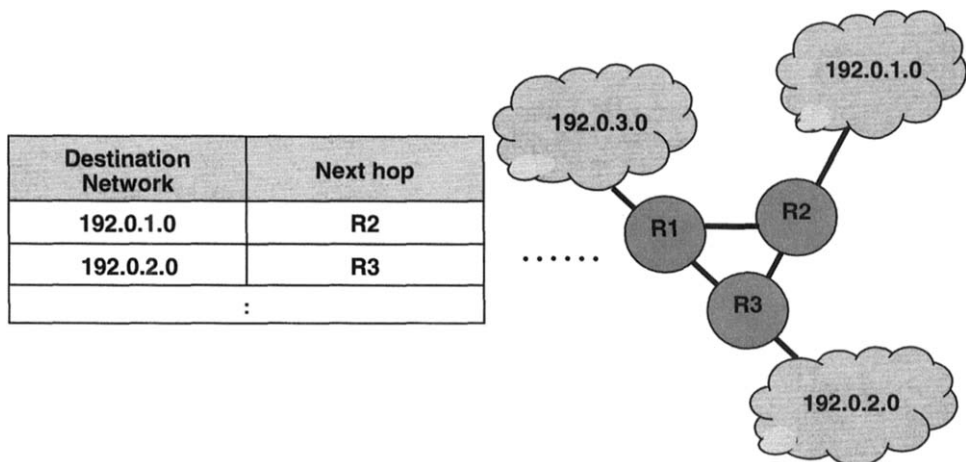 Destination
Network
Next hop
192.0.1.0
R2
192.0.2.0
R3
:
......
192.0.3.0
192.0.1.0
R1
R2
R3
192.0.2.0